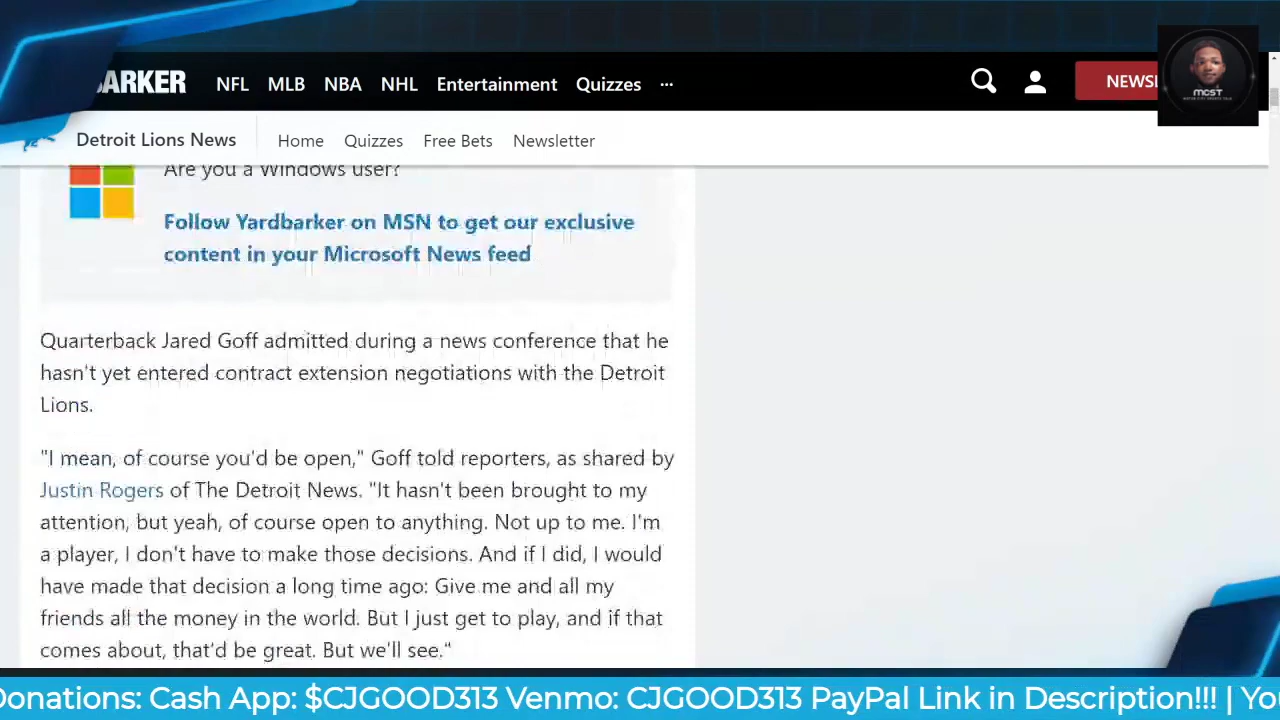 BARKER NFL MLB NBA NHL Entertainment Quizzes ...
MCST
Detroit Lions News Home Quizzes Free Bets Newsletter
Are you a Windows user?
Follow Yardbarker on MSN to get our exclusive
content in your Microsoft News feed
Quarterback Jared Goff admitted during a news conference that he
hasn't yet entered contract extension negotiations with the Detroit
Lions.
"I mean, of course you'd be open," Goff told reporters, as shared by
Justin Rogers of The Detroit News. "It hasn't been brought to my
attention, but yeah, of course open to anything. Not up to me. I'm
a player, I don't have to make those decisions. And if I did, I would
have made that decision a long time ago: Give me and all my
friends all the money in the world. But I just get to play, and if that
comes about, that'd be great. But we'll see."
Donations: Cash App: $CJGOOD313 Venmo: CJGOOD313 PayPal Link in Description!!! | Yo